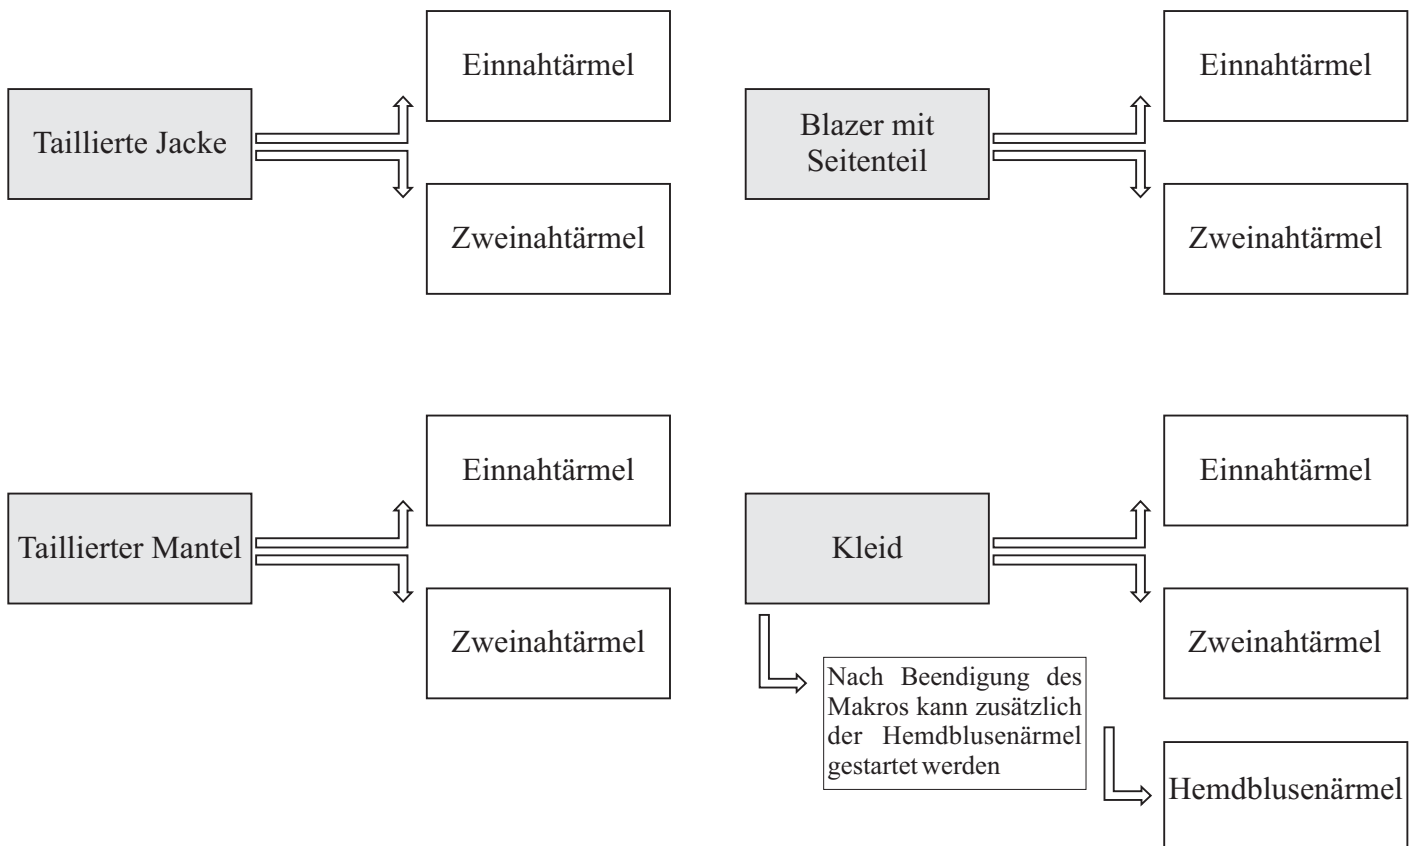 Einnahtärmel
Taillierte Jacke
Zweinahtärmel
Einnahtärmel
Blazer mit
Seitenteil
Zweinahtärmel
Einnahtärmel
Taillierter Mantel
Zweinahtärmel
Einnahtärmel
Kleid
Zweinahtärmel
Nach Beendigung des
Makros kann zusätzlich
der Hemdblusenärmel
gestartet werden
Hemdblusenärmel